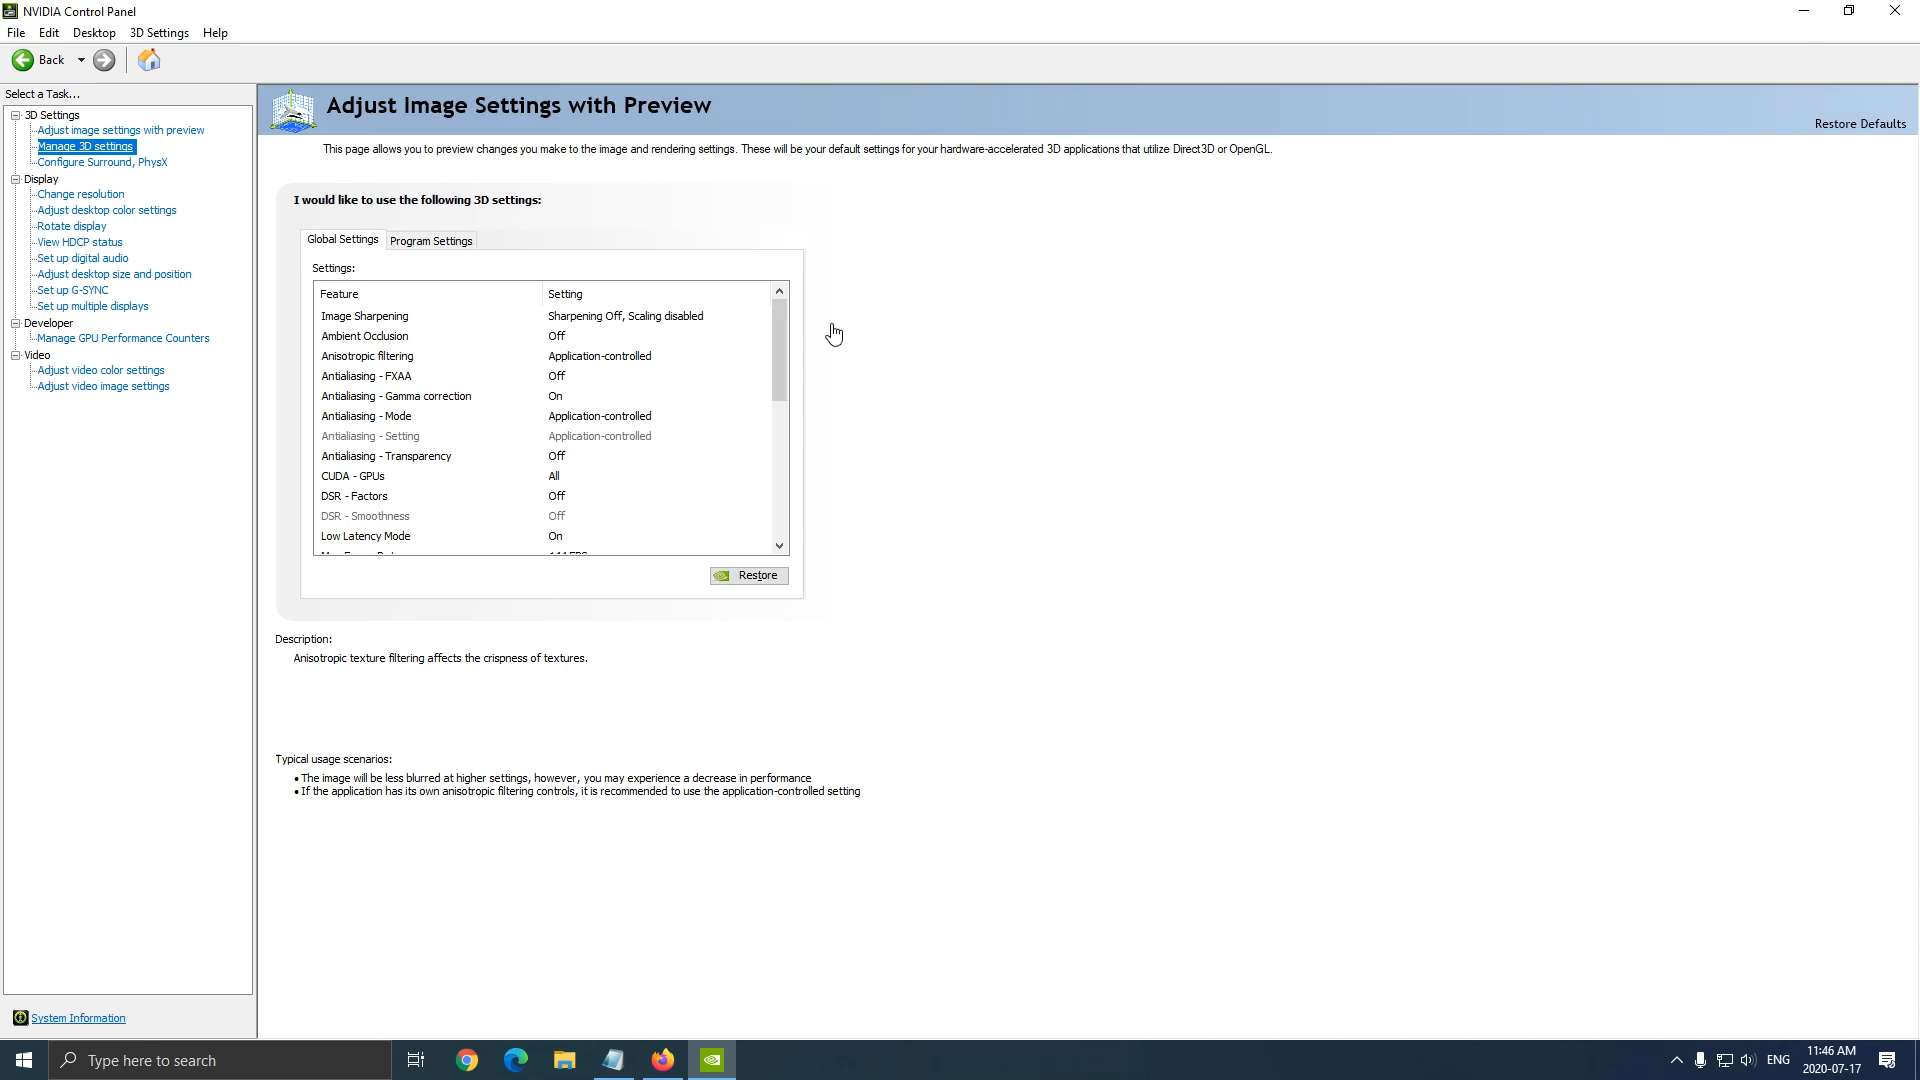 NVIDIA Control Panel
File Edit Desktop 3D Settings Help
Back
Select a Task...
3D Settings
Adjust image settings with preview
Manage 3D settings
Configure Surround, PhysX
Display
Change resolution
Adjust desktop color settings
Rotate display
View HDCP status
Set up digital audio
Adjust desktop size and position
Set up G-SYNC
Set up multiple displays
Developer
Manage GPU Performance Counters
Video
Adjust video color settings
Adjust video image settings
System Information
Adjust Image Settings with Preview
Restore Defaults
This page allows you to preview changes you make to the image and rendering settings. These will be your default settings for your hardware-accelerated 3D applications that utilize Direct3D or OpenGL.
I would like to use the following 3D settings:
Global Settings Program Settings
Settings:
Feature Setting
Image Sharpening Sharpening Off, Scaling disabled
Ambient Occlusion Off
Anisotropic filtering Application-controlled
Antialiasing - FXAA Off
Antialiasing - Gamma correction On
Antialiasing - Mode Application-controlled
Antialiasing - Setting Application-controlled
Antialiasing - Transparency Off
CUDA - GPUs All
DSR - Factors Off
DSR - Smoothness Off
Low Latency Mode On
Restore
Description:
Anisotropic texture filtering affects the crispness of textures.
Typical usage scenarios:
• The image will be less blurred at higher settings, however, you may experience a decrease in performance
• If the application has its own anisotropic filtering controls, it is recommended to use the application-controlled setting
Type here to search
ENG
11:46 AM
2020-07-17